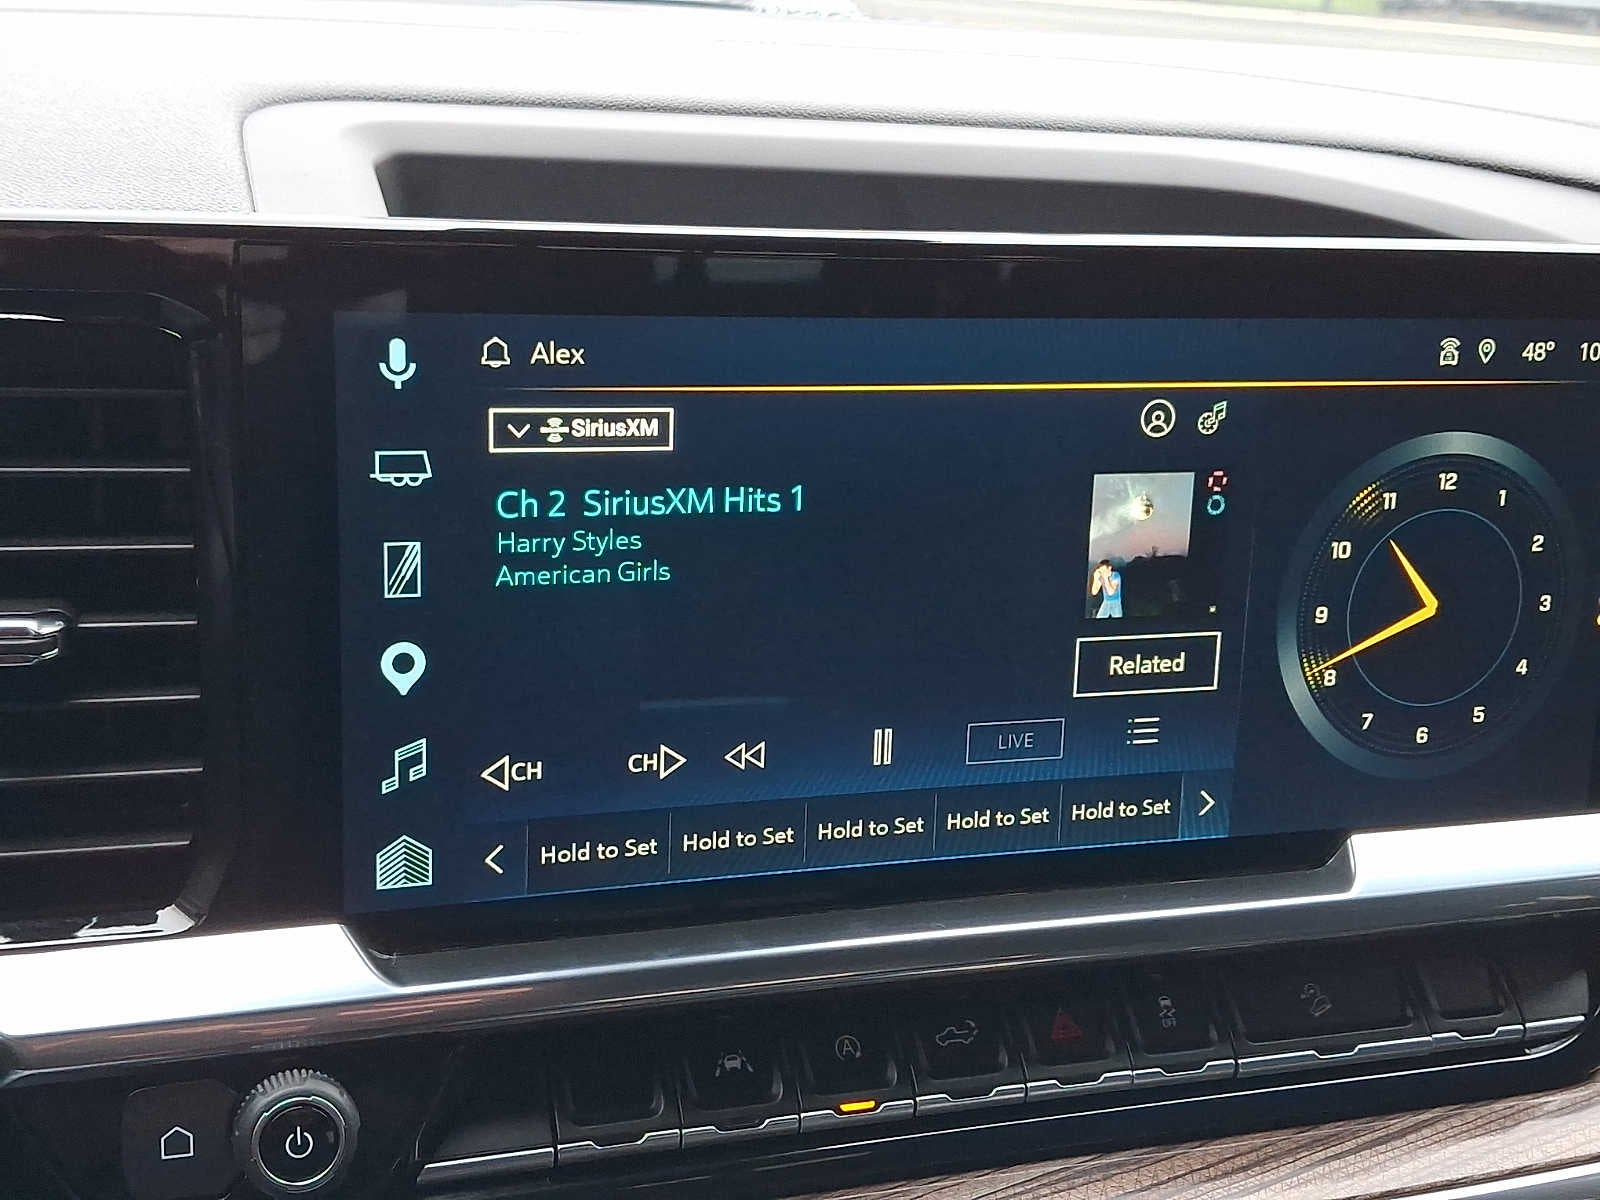 Alex
48° 10
SiriusXM
Ch 2 SiriusXM Hits 1
Harry Styles
American Girls
Related
CH
CH
LIVE
Hold to Set
Hold to Set
Hold to Set
Hold to Set
Hold to Set
12
1
2
3
4
5
6
7
8
9
10
11
A
OFF